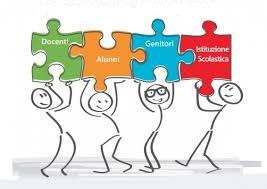 Docenti
Alunni
Genitori
Istituzione
Scolastica